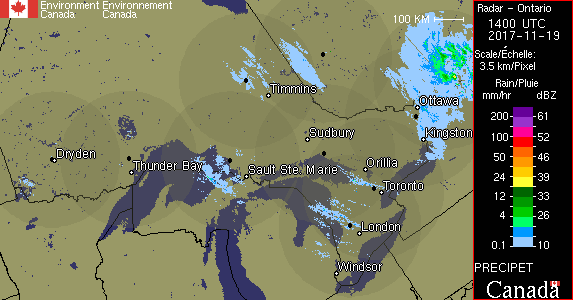 Environment Environnement
Canada Canada
100 KM
Timmins
Ottawa
Sudbury
Kingston
Dryden
Thunder Bay
Sault Ste. Marie
Orillia
Toronto
London
Windsor
Radar - Ontario
1400 UTC
2017-11-19
Scale/Échelle:
3.5 km/Pixel
Rain/Pluie
mm/hr dBZ
200 61
100 52
50 46
24 39
12 33
4 26
0.1 10
PRECIPET
Canada